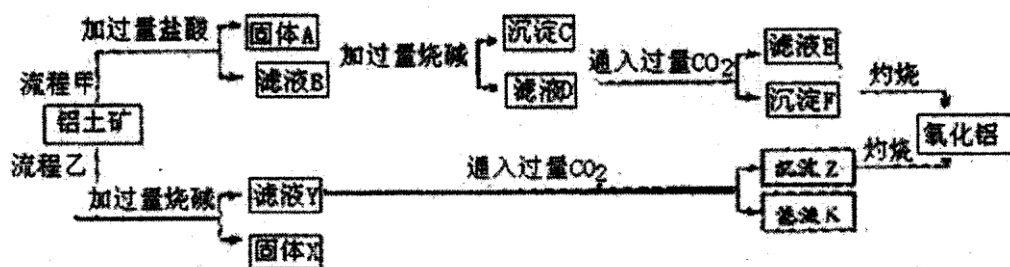 加过量盐酸
固体A
滤液B
加过量烧碱
沉淀C
滤液D
通入过量CO2
滤液E
沉淀F
灼烧
氧化铝
流程甲
铝土矿
流程乙
加过量烧碱
滤液Y
固体X
通入过量CO2
沉淀Z
滤液K
灼烧